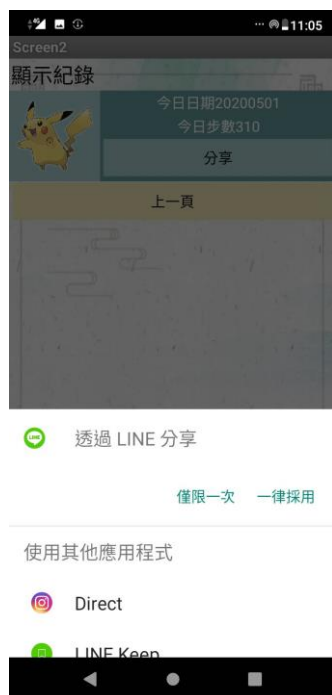 11:05
Screen2
顯示紀錄
今日日期20200501
今日步數310
分享
上一頁
透過 LINE 分享
僅限一次 一律採用
使用其他應用程式
Direct
LINE Keep